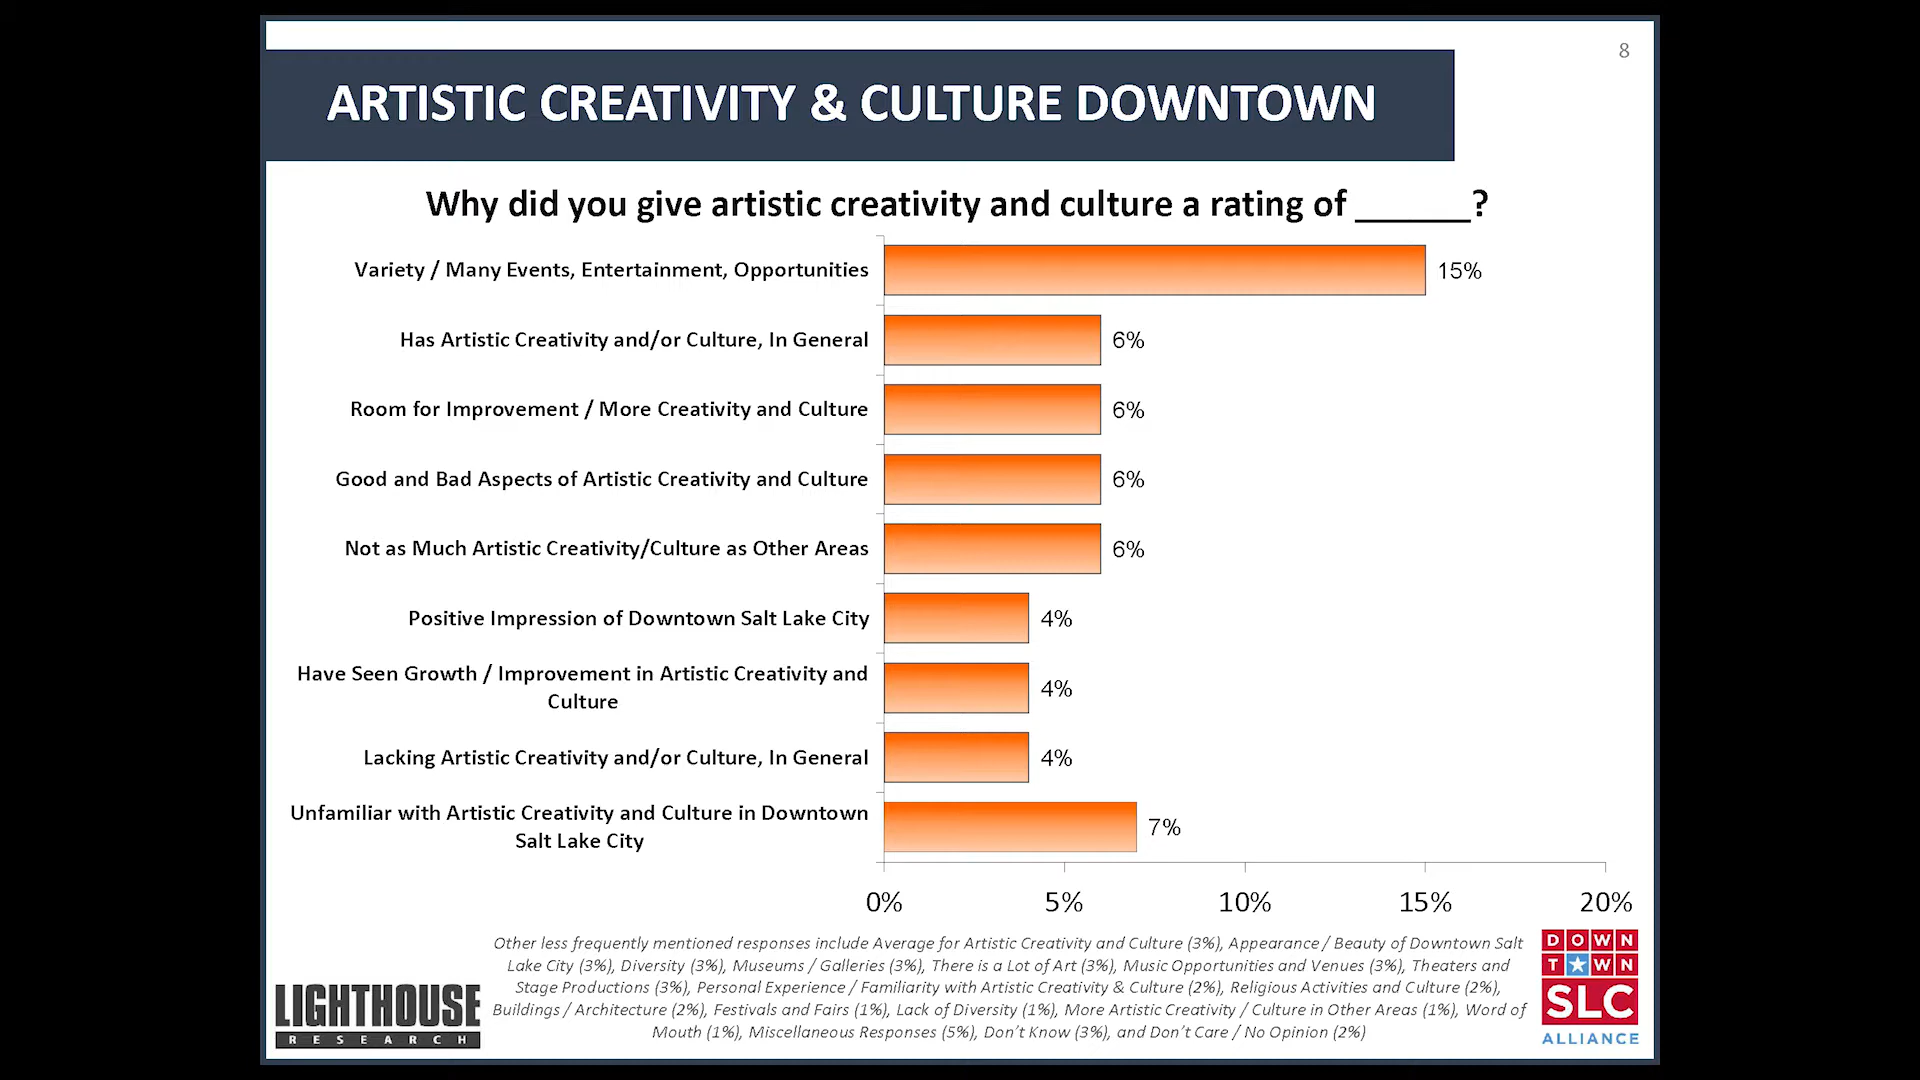 8
ARTISTIC CREATIVITY & CULTURE DOWNTOWN
Why did you give artistic creativity and culture a rating of ______?
Variety / Many Events, Entertainment, Opportunities
15%
Has Artistic Creativity and/or Culture, In General
6%
Room for Improvement / More Creativity and Culture
6%
Good and Bad Aspects of Artistic Creativity and Culture
6%
Not as Much Artistic Creativity/Culture as Other Areas
6%
Positive Impression of Downtown Salt Lake City
4%
Have Seen Growth / Improvement in Artistic Creativity and
Culture
4%
Lacking Artistic Creativity and/or Culture, In General
4%
Unfamiliar with Artistic Creativity and Culture in Downtown
Salt Lake City
7%
0% 5% 10% 15% 20%
Other less frequently mentioned responses include Average for Artistic Creativity and Culture (3%), Appearance / Beauty of Downtown Salt
Lake City (3%), Diversity (3%), Museums / Galleries (3%), There is a Lot of Art (3%), Music Opportunities and Venues (3%), Theaters and
Stage Productions (3%), Personal Experience / Familiarity with Artistic Creativity & Culture (2%), Religious Activities and Culture (2%),
Buildings / Architecture (2%), Festivals and Fairs (1%), Lack of Diversity (1%), More Artistic Creativity / Culture in Other Areas (1%), Word of
Mouth (1%), Miscellaneous Responses (5%), Don't Know (3%), and Don't Care / No Opinion (2%)
LIGHTHOUSE
RESEARCH
DOWN
T★WN
SLC
ALLIANCE